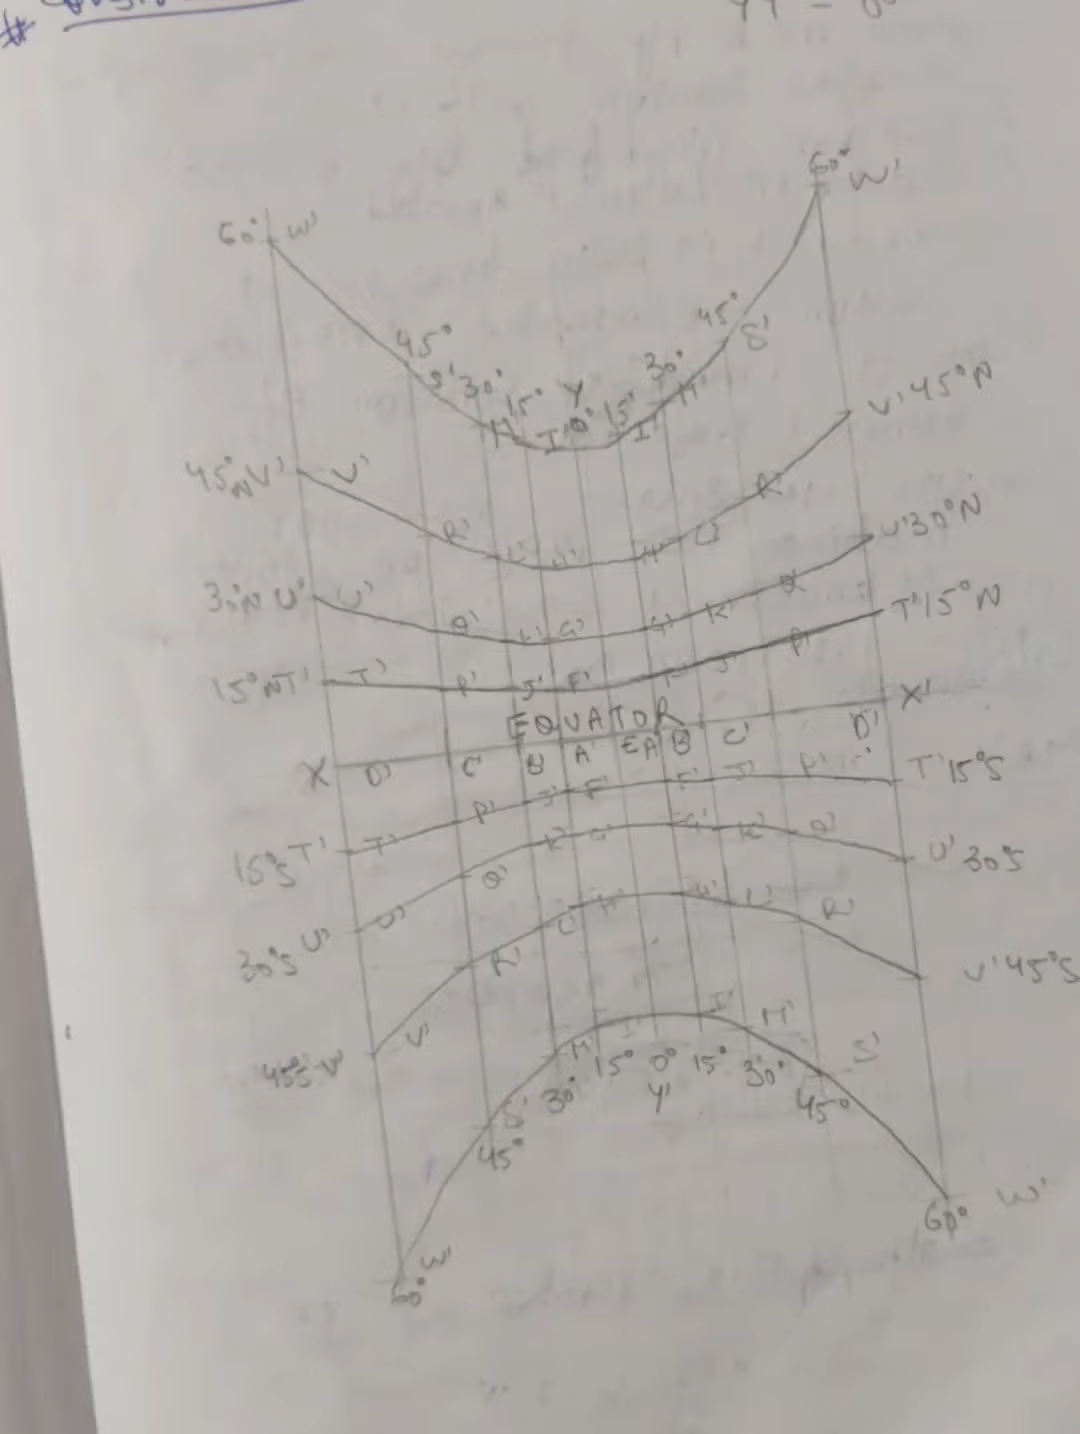 #
60° W'
60° W'
45° S' 30° M' 15° I' Y 0° 15° I' 30° M' 45° S'
45°N V' V' R' L' H' H' L' R' V' 45°N
30°N U' U' Q' K' G' G' K' Q' U' 30°N
15°N T' T' P' J' F' F' J' P' T' 15°N
EQUATOR
X D' C' B' A' E A' B' C' D' X'
15°S T' T' P' J' F' F' J' P' T' 15°S
30°S U' U' Q' K' G' G' K' Q' U' 30°S
45°S V' V' R' L' H' H' L' R' V' 45°S
S' M' I' I' M' S'
45° 30° 15° 0° 15° 30° 45°
Y'
60° W'
60° W'